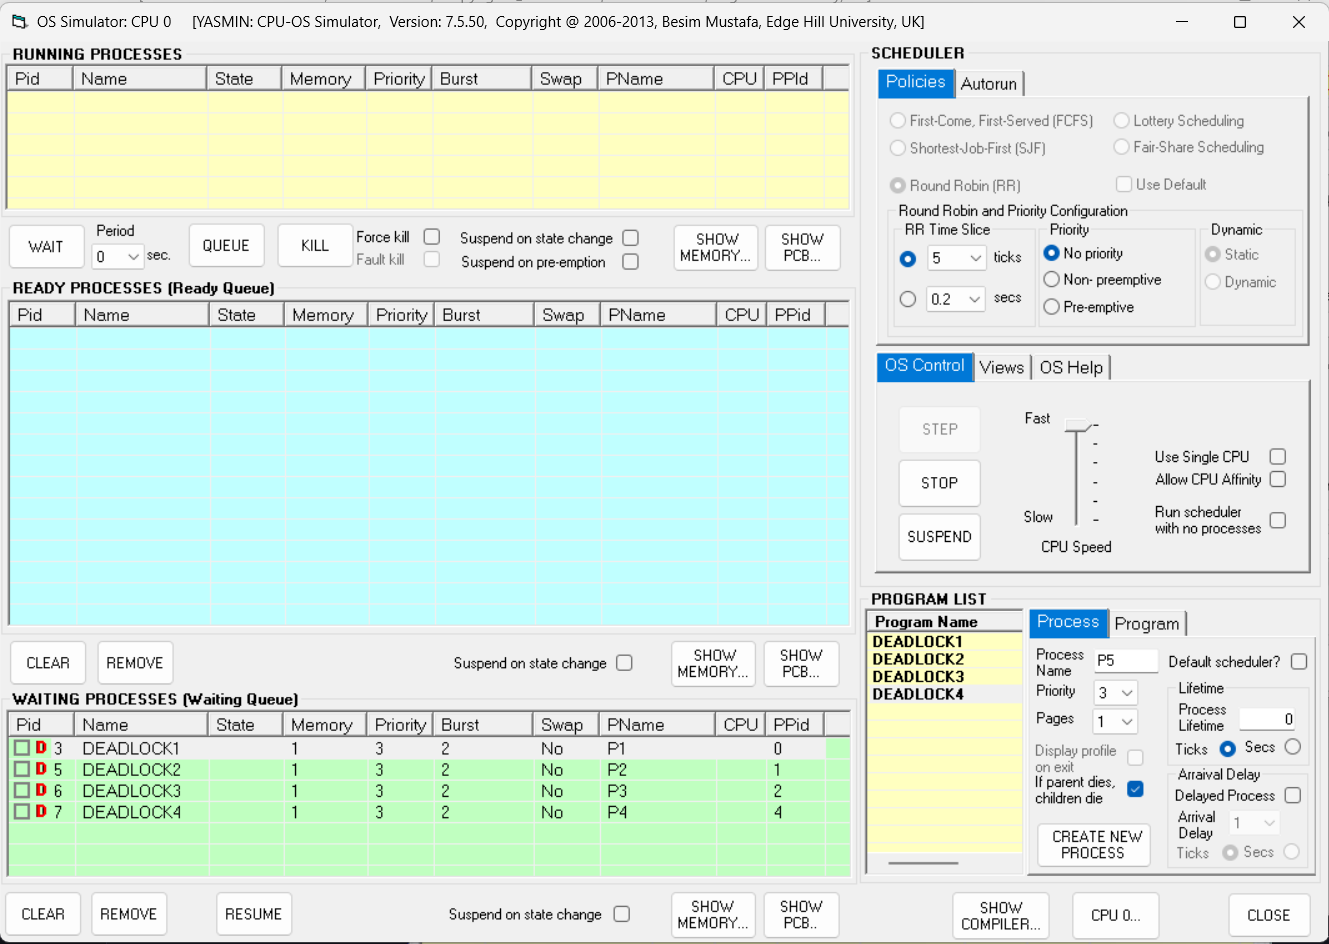 OS Simulator: CPU 0 [YASMIN: CPU-OS Simulator, Version: 7.5.50, Copyright @ 2006-2013, Besim Mustafa, Edge Hill University, UK]
RUNNING PROCESSES
Pid Name State Memory Priority Burst Swap PName CPU PPId
WAIT
Period
0 sec.
QUEUE
KILL
Force kill
Fault kill
Suspend on state change
Suspend on pre-emption
SHOW MEMORY...
SHOW PCB...
READY PROCESSES (Ready Queue)
Pid Name State Memory Priority Burst Swap PName CPU PPid
CLEAR
REMOVE
Suspend on state change
SHOW MEMORY...
SHOW PCB...
WAITING PROCESSES (Waiting Queue)
Pid Name State Memory Priority Burst Swap PName CPU PPid
D 3 DEADLOCK1 1 3 2 No P1 0
D 5 DEADLOCK2 1 3 2 No P2 1
D 6 DEADLOCK3 1 3 2 No P3 2
D 7 DEADLOCK4 1 3 2 No P4 4
CLEAR
REMOVE
RESUME
Suspend on state change
SHOW MEMORY...
SHOW PCB..
SCHEDULER
Policies Autorun
First-Come, First-Served (FCFS)
Lottery Scheduling
Shortest-Job-First (SJF)
Fair-Share Scheduling
Round Robin (RR)
Use Default
Round Robin and Priority Configuration
RR Time Slice
5 ticks
0.2 secs
Priority
No priority
Non- preemptive
Pre-emptive
Dynamic
Static
Dynamic
OS Control Views OS Help
STEP
STOP
SUSPEND
Fast
Slow
CPU Speed
Use Single CPU
Allow CPU Affinity
Run scheduler
with no processes
PROGRAM LIST
Program Name
DEADLOCK1
DEADLOCK2
DEADLOCK3
DEADLOCK4
Process Program
Process
Name P5
Priority 3
Pages 1
Display profile
on exit
If parent dies,
children die
CREATE NEW
PROCESS
Default scheduler?
Lifetime
Process
Lifetime 0
Ticks Secs
Arraival Delay
Delayed Process
Arrival
Delay 1
Ticks Secs
SHOW
COMPILER...
CPU 0...
CLOSE